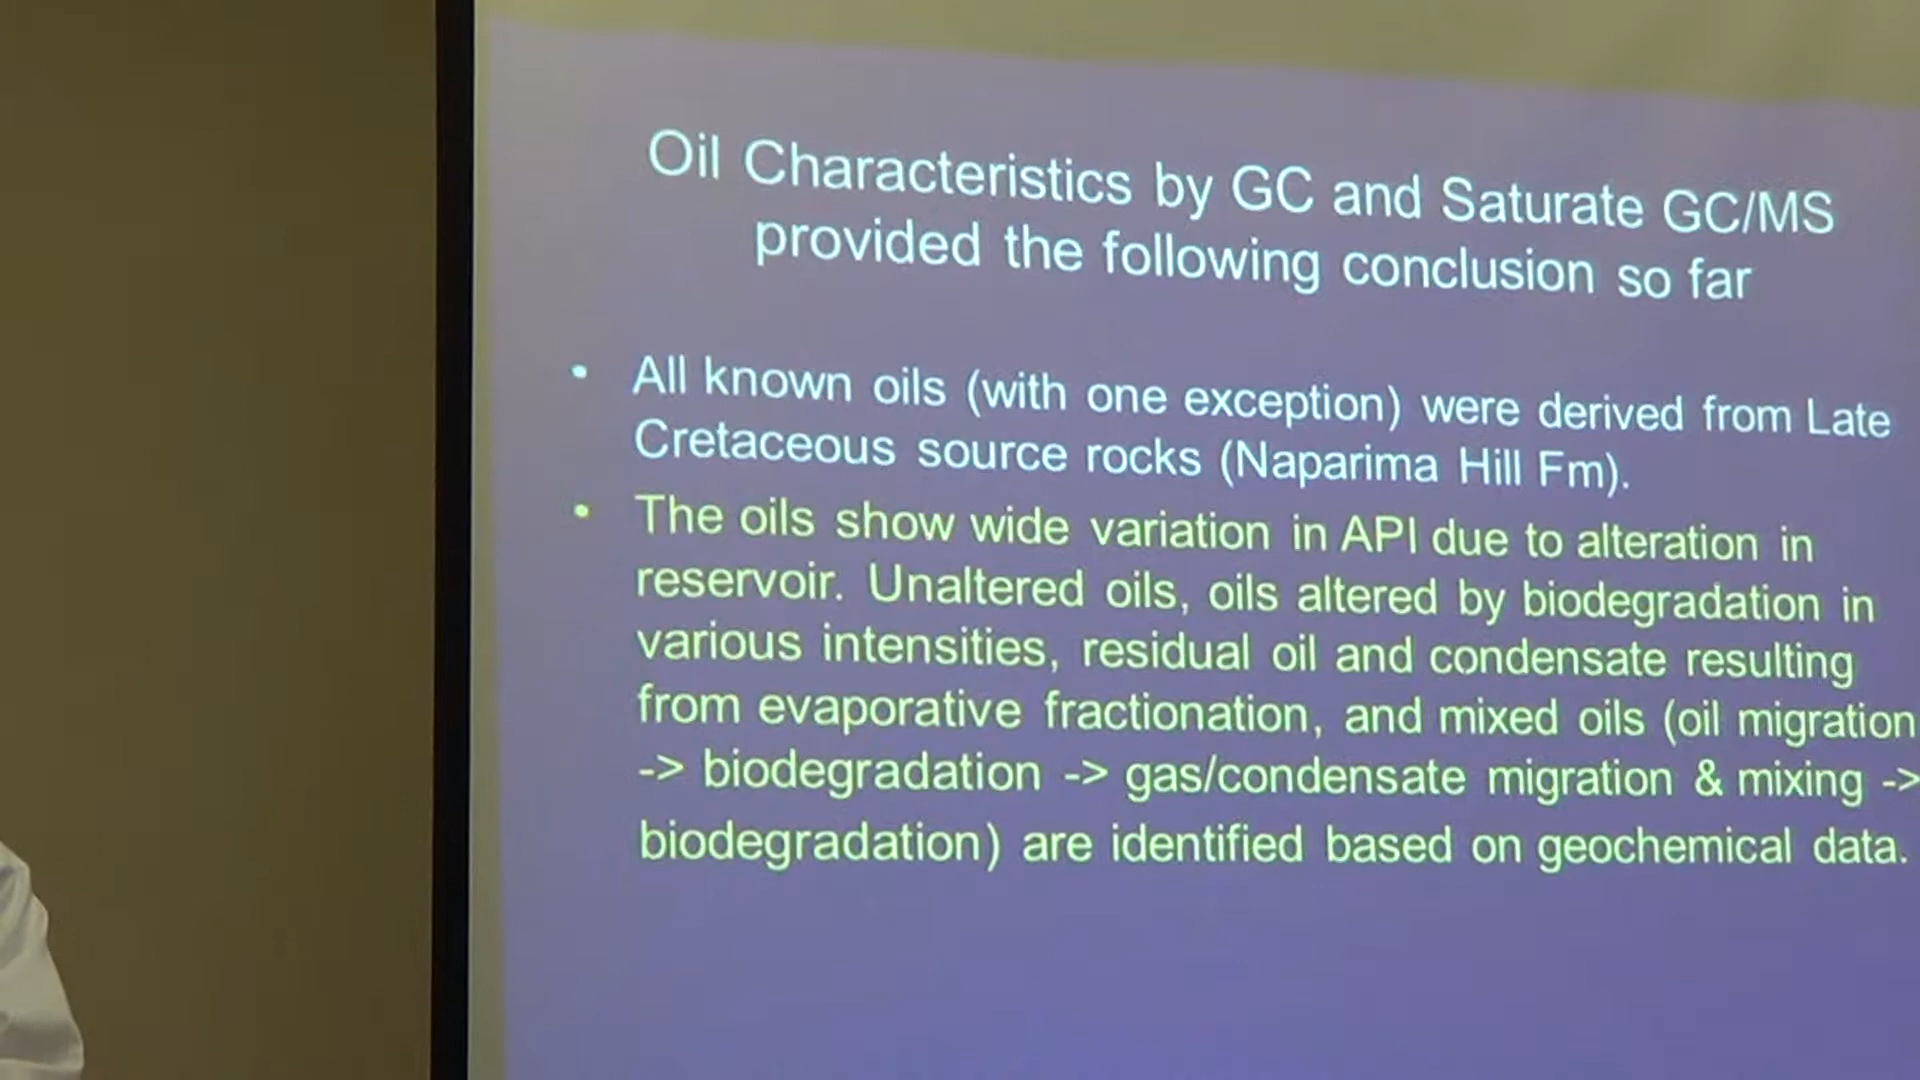 Oil Characteristics by GC and Saturate GC/MS
provided the following conclusion so far
• All known oils (with one exception) were derived from Late
Cretaceous source rocks (Naparima Hill Fm).
• The oils show wide variation in API due to alteration in
reservoir. Unaltered oils, oils altered by biodegradation in
various intensities, residual oil and condensate resulting
from evaporative fractionation, and mixed oils (oil migration
-> biodegradation -> gas/condensate migration & mixing ->
biodegradation) are identified based on geochemical data.